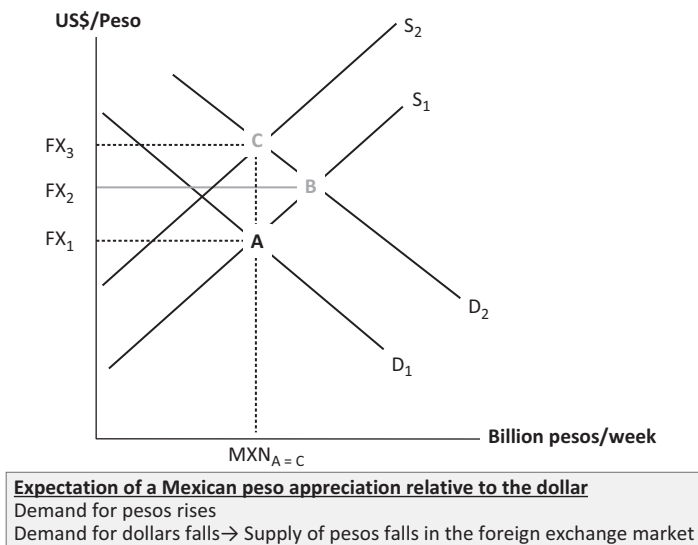 US$/Peso
S₂
S₁
C
FX₃
B
FX₂
FX₁
A
D₂
D₁
Billion pesos/week
MXN_A = C
Expectation of a Mexican peso appreciation relative to the dollar
Demand for pesos rises
Demand for dollars falls→ Supply of pesos falls in the foreign exchange market